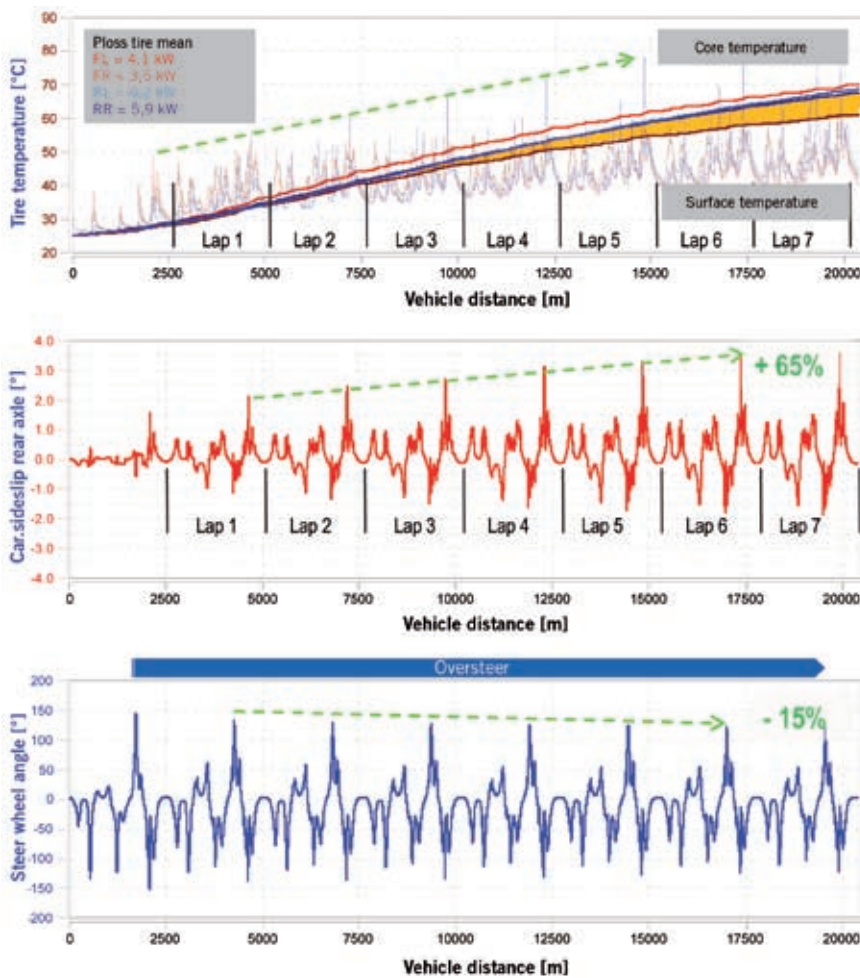 Tire temperature [°C]
90
80
70
60
50
40
30
20
Ploss tire mean
FL = 4,1 kW
FR = 3,5 kW
RR = 5,9 kW
Core temperature
Surface temperature
Lap 1 Lap 2 Lap 3 Lap 4 Lap 5 Lap 6 Lap 7
0 2500 5000 7500 10000 12500 15000 17500 20000
Vehicle distance [m]
Car.sideslip rear axle [°]
4.0
3.0
2.0
1.0
0.0
-1.0
-2.0
-3.0
-4.0
+ 65%
Lap 1 Lap 2 Lap 3 Lap 4 Lap 5 Lap 6 Lap 7
0 2500 5000 7500 10000 12500 15000 17500 20000
Vehicle distance [m]
Oversteer
Steer wheel angle [°]
200
150
100
50
0
-50
-100
-150
-200
- 15%
0 2500 5000 7500 10000 12500 15000 17500 20000
Vehicle distance [m]